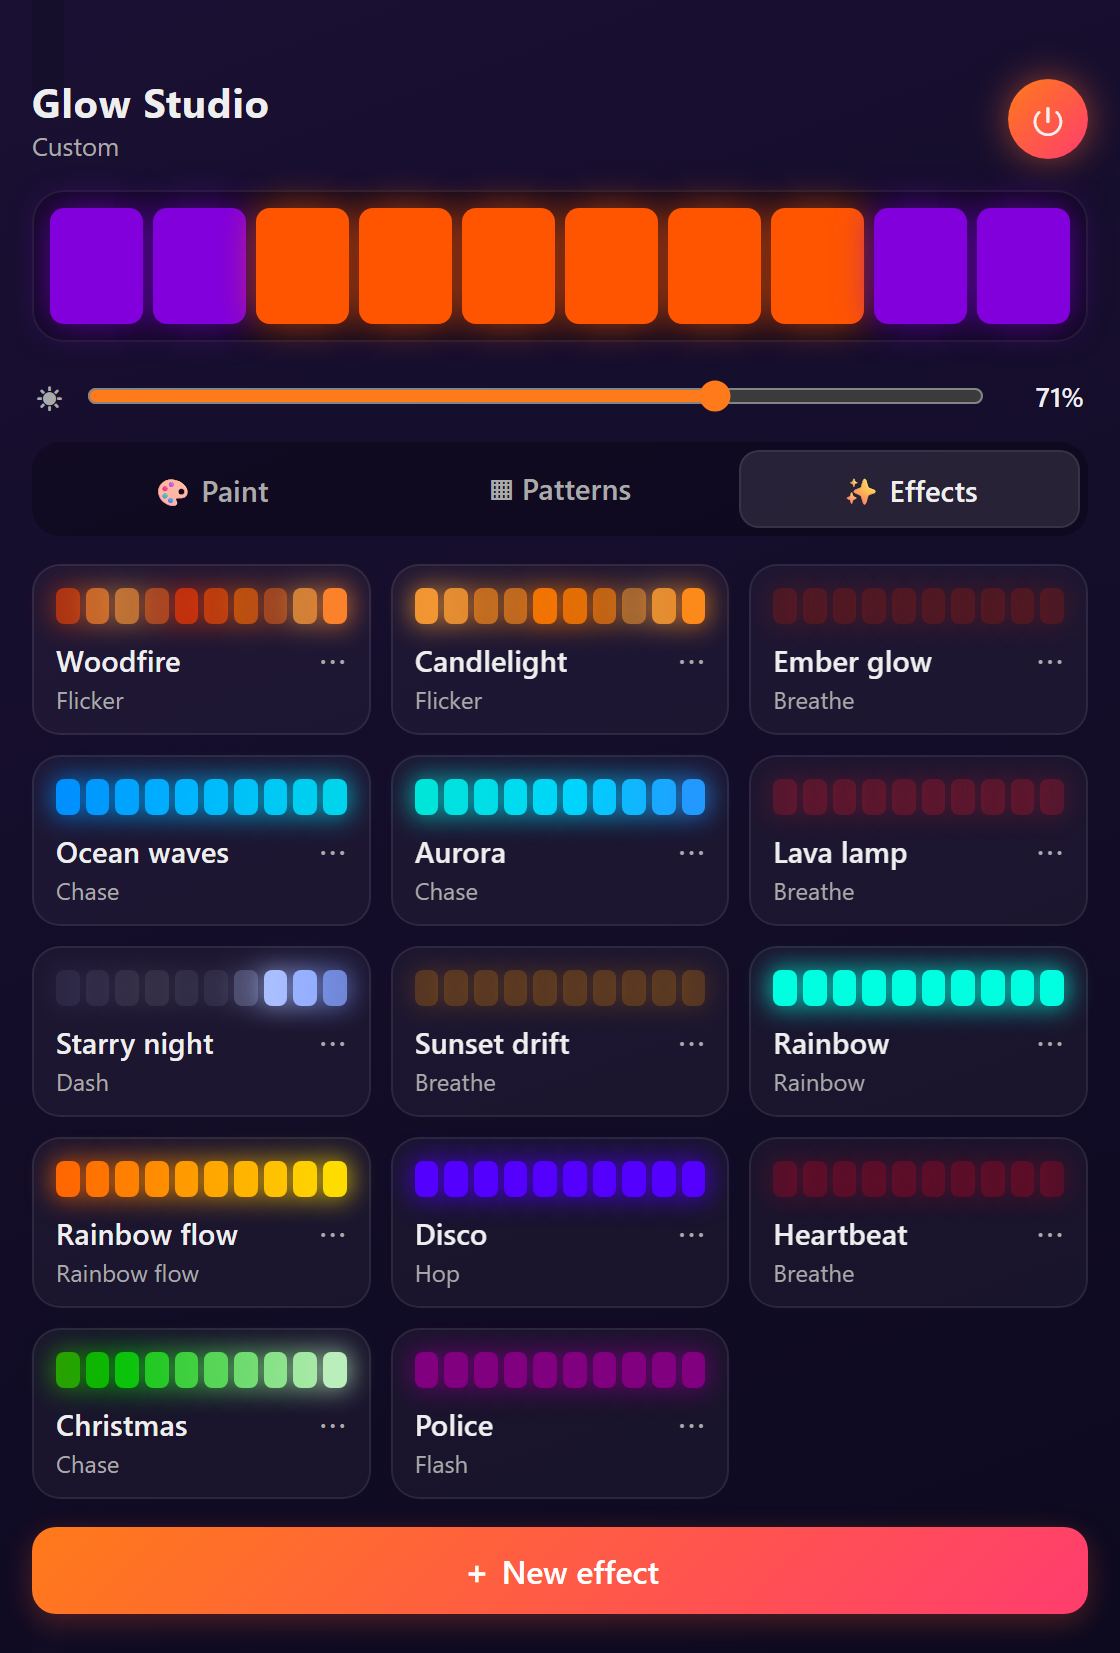 Glow Studio
Custom
71%
Paint
Patterns
Effects
Woodfire
Flicker
Candlelight
Flicker
Ember glow
Breathe
Ocean waves
Chase
Aurora
Chase
Lava lamp
Breathe
Starry night
Dash
Sunset drift
Breathe
Rainbow
Rainbow
Rainbow flow
Rainbow flow
Disco
Hop
Heartbeat
Breathe
Christmas
Chase
Police
Flash
+ New effect